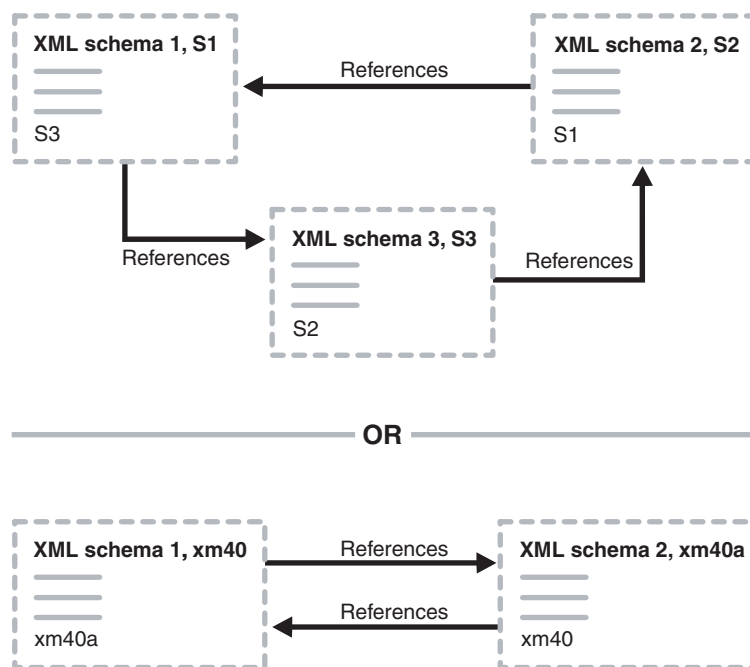 XML schema 1, S1
XML schema 2, S2
References
S3
S1
XML schema 3, S3
References
References
S2
OR
XML schema 1, xm40
References
XML schema 2, xm40a
References
xm40a
xm40